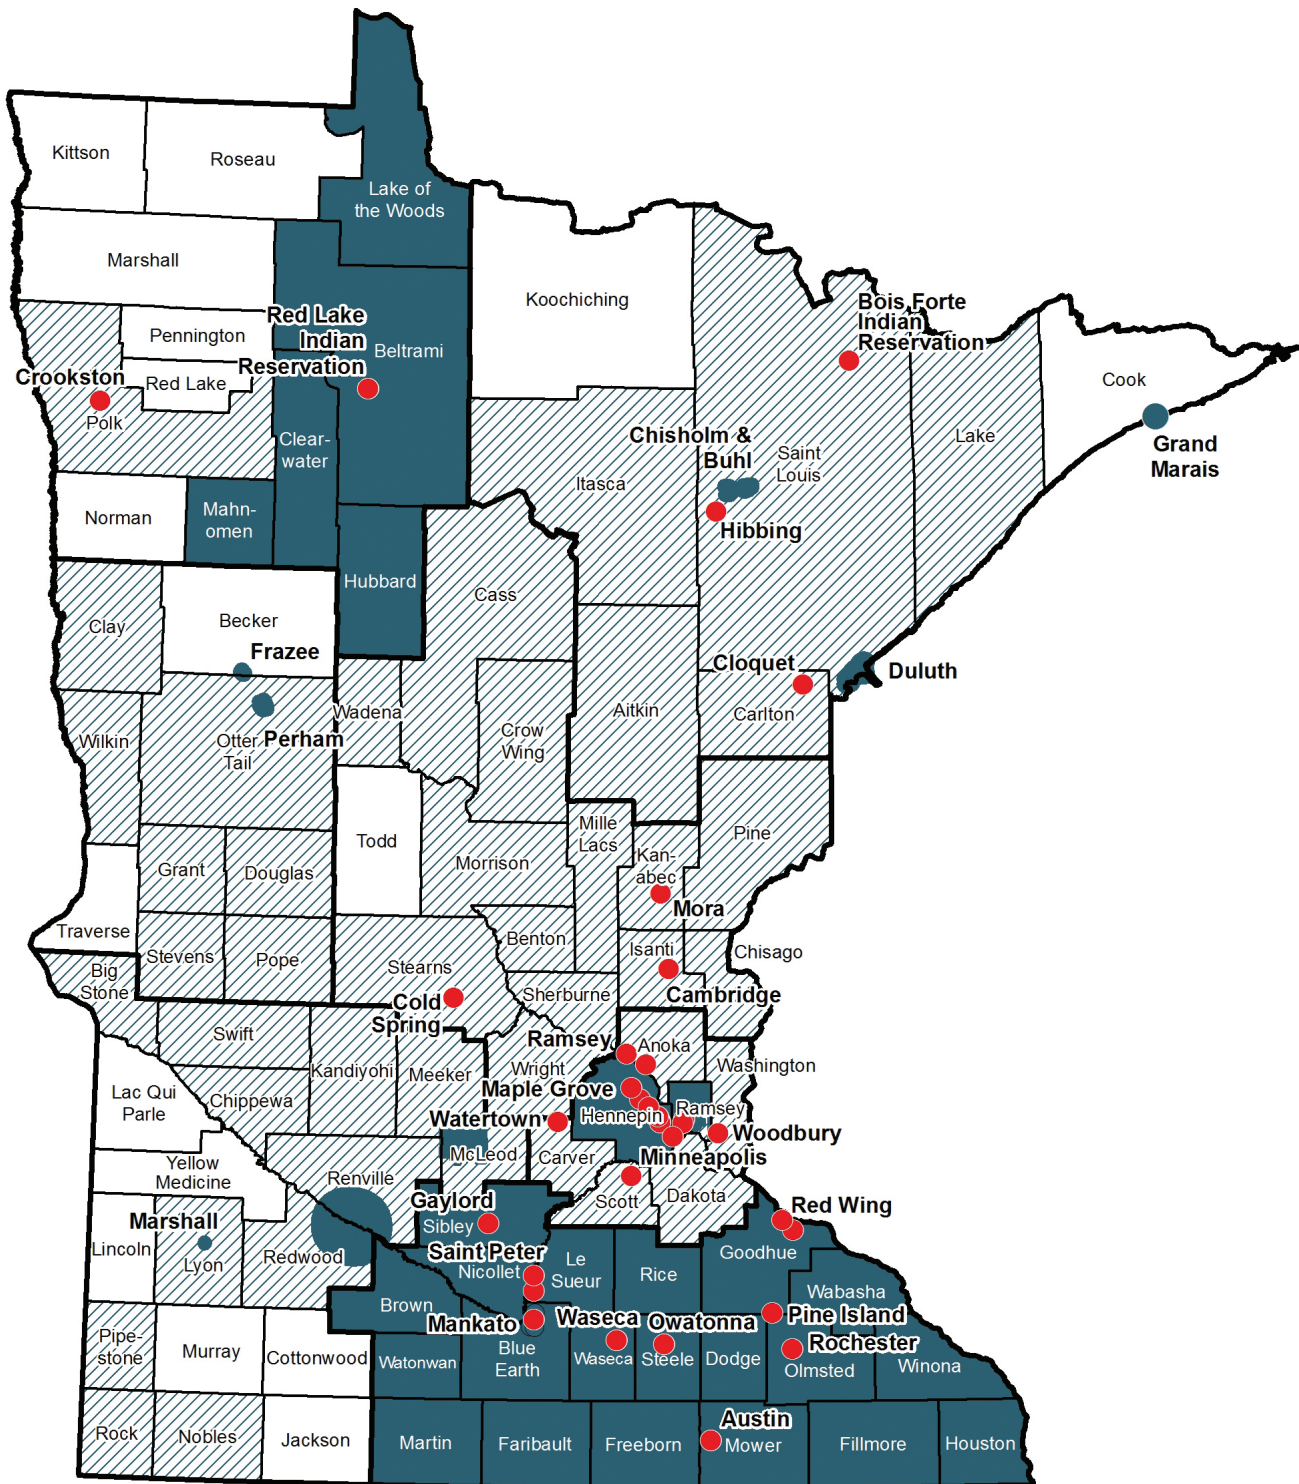 Kittson
Roseau
Lake of
the Woods
Marshall
Koochiching
Pennington
Red Lake
Indian
Reservation
Beltrami
Bois Forte
Indian
Reservation
Crookston
Red Lake
Polk
Cook
Grand
Marais
Clear-
water
Chisholm &
Buhl
Saint
Louis
Lake
Itasca
Hibbing
Norman
Mahn-
omen
Hubbard
Cass
Clay
Becker
Frazee
Cloquet
Duluth
Wadena
Aitkin
Carlton
Wilkin
Otter
Tail
Perham
Crow
Wing
Todd
Mille
Lacs
Pine
Kan-
abec
Grant
Douglas
Morrison
Mora
Traverse
Benton
Isanti
Chisago
Stevens
Pope
Stearns
Big
Stone
Sherburne
Cambridge
Cold
Spring
Swift
Ramsey
Anoka
Kandiyohi
Meeker
Wright
Washington
Lac Qui
Parle
Chippewa
Maple Grove
Hennepin
Ramsey
Watertown
Woodbury
McLeod
Carver
Minneapolis
Yellow
Medicine
Renville
Scott
Dakota
Gaylord
Sibley
Red Wing
Marshall
Lincoln
Lyon
Redwood
Saint Peter
Nicollet
Le
Sueur
Rice
Goodhue
Wabasha
Brown
Mankato
Waseca
Owatonna
Pine Island
Rochester
Pipe-
stone
Murray
Cottonwood
Watonwan
Blue
Earth
Waseca
Steele
Dodge
Olmsted
Winona
Rock
Nobles
Jackson
Martin
Faribault
Freeborn
Austin
Mower
Fillmore
Houston